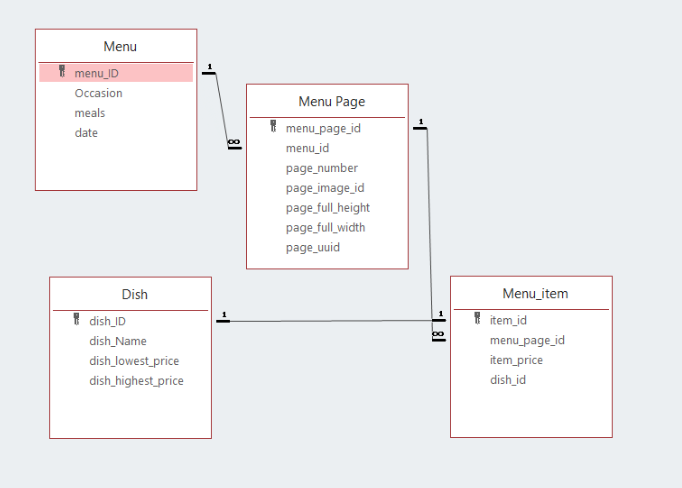 Menu
menu_ID
Occasion
meals
date
1
∞
Menu Page
menu_page_id
menu_id
page_number
page_image_id
page_full_height
page_full_width
page_uuid
1
Dish
dish_ID
dish_Name
dish_lowest_price
dish_highest_price
1
1
∞
Menu_item
item_id
menu_page_id
item_price
dish_id